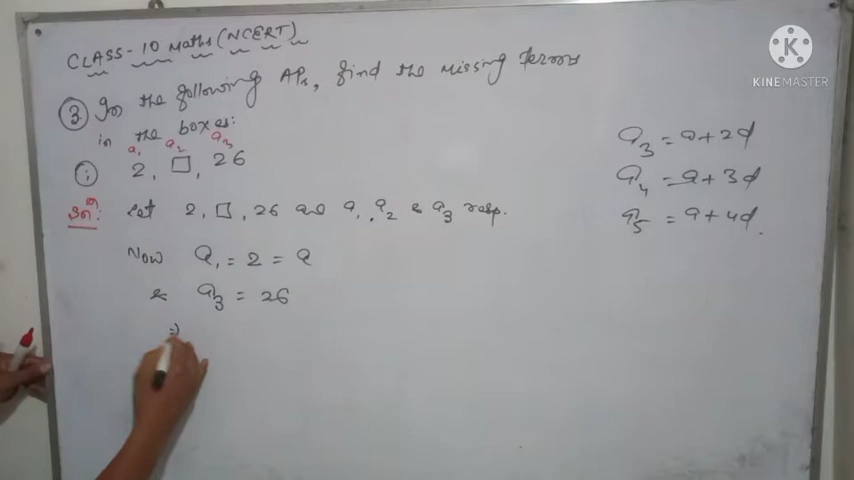 CLASS-10 Maths (NCERT)
③ In the following APs, find the missing terms
in the boxes:
a₁ a₂ a₃
(i) 2, □, 26
Solⁿ: Let 2, □, 26 are a₁, a₂ & a₃ resp.
Now a₁ = 2 = a
& a₃ = 26
⇒
a₃ = a + 2d
a₄ = a + 3d
a₅ = a + 4d.
K
KINEMASTER